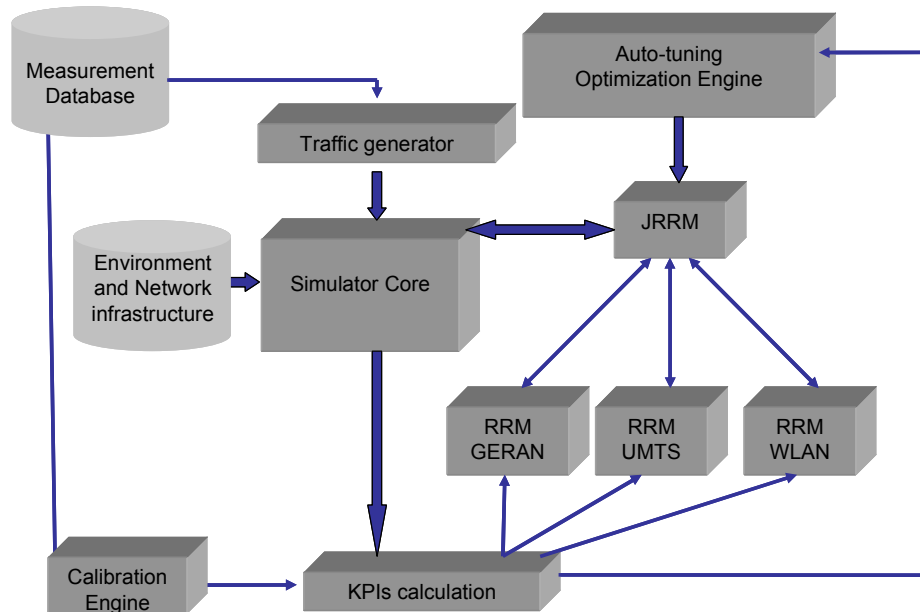 Measurement
Database
Auto-tuning
Optimization Engine
Traffic generator
JRRM
Environment
and Network
infrastructure
Simulator Core
RRM
GERAN
RRM
UMTS
RRM
WLAN
Calibration
Engine
KPIs calculation